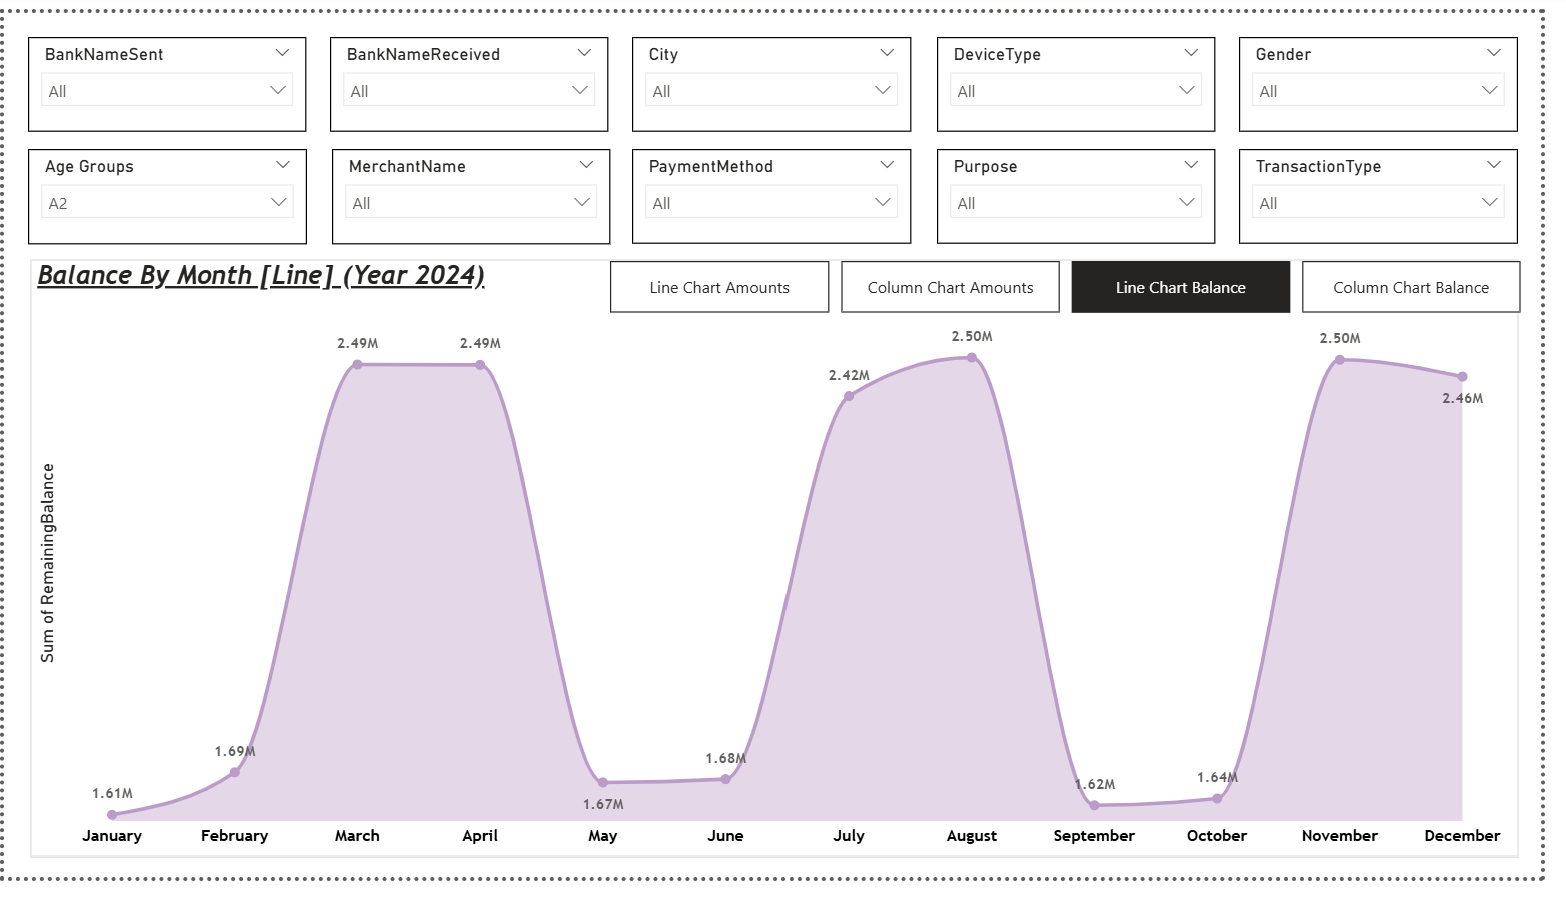 BankNameSent
All
BankNameReceived
All
City
All
DeviceType
All
Gender
All
Age Groups
A2
MerchantName
All
PaymentMethod
All
Purpose
All
TransactionType
All
Balance By Month [Line] (Year 2024)
Line Chart Amounts
Column Chart Amounts
Line Chart Balance
Column Chart Balance
Sum of RemainingBalance
1.61M
1.69M
2.49M
2.49M
1.67M
1.68M
2.42M
2.50M
1.62M
1.64M
2.50M
2.46M
January
February
March
April
May
June
July
August
September
October
November
December